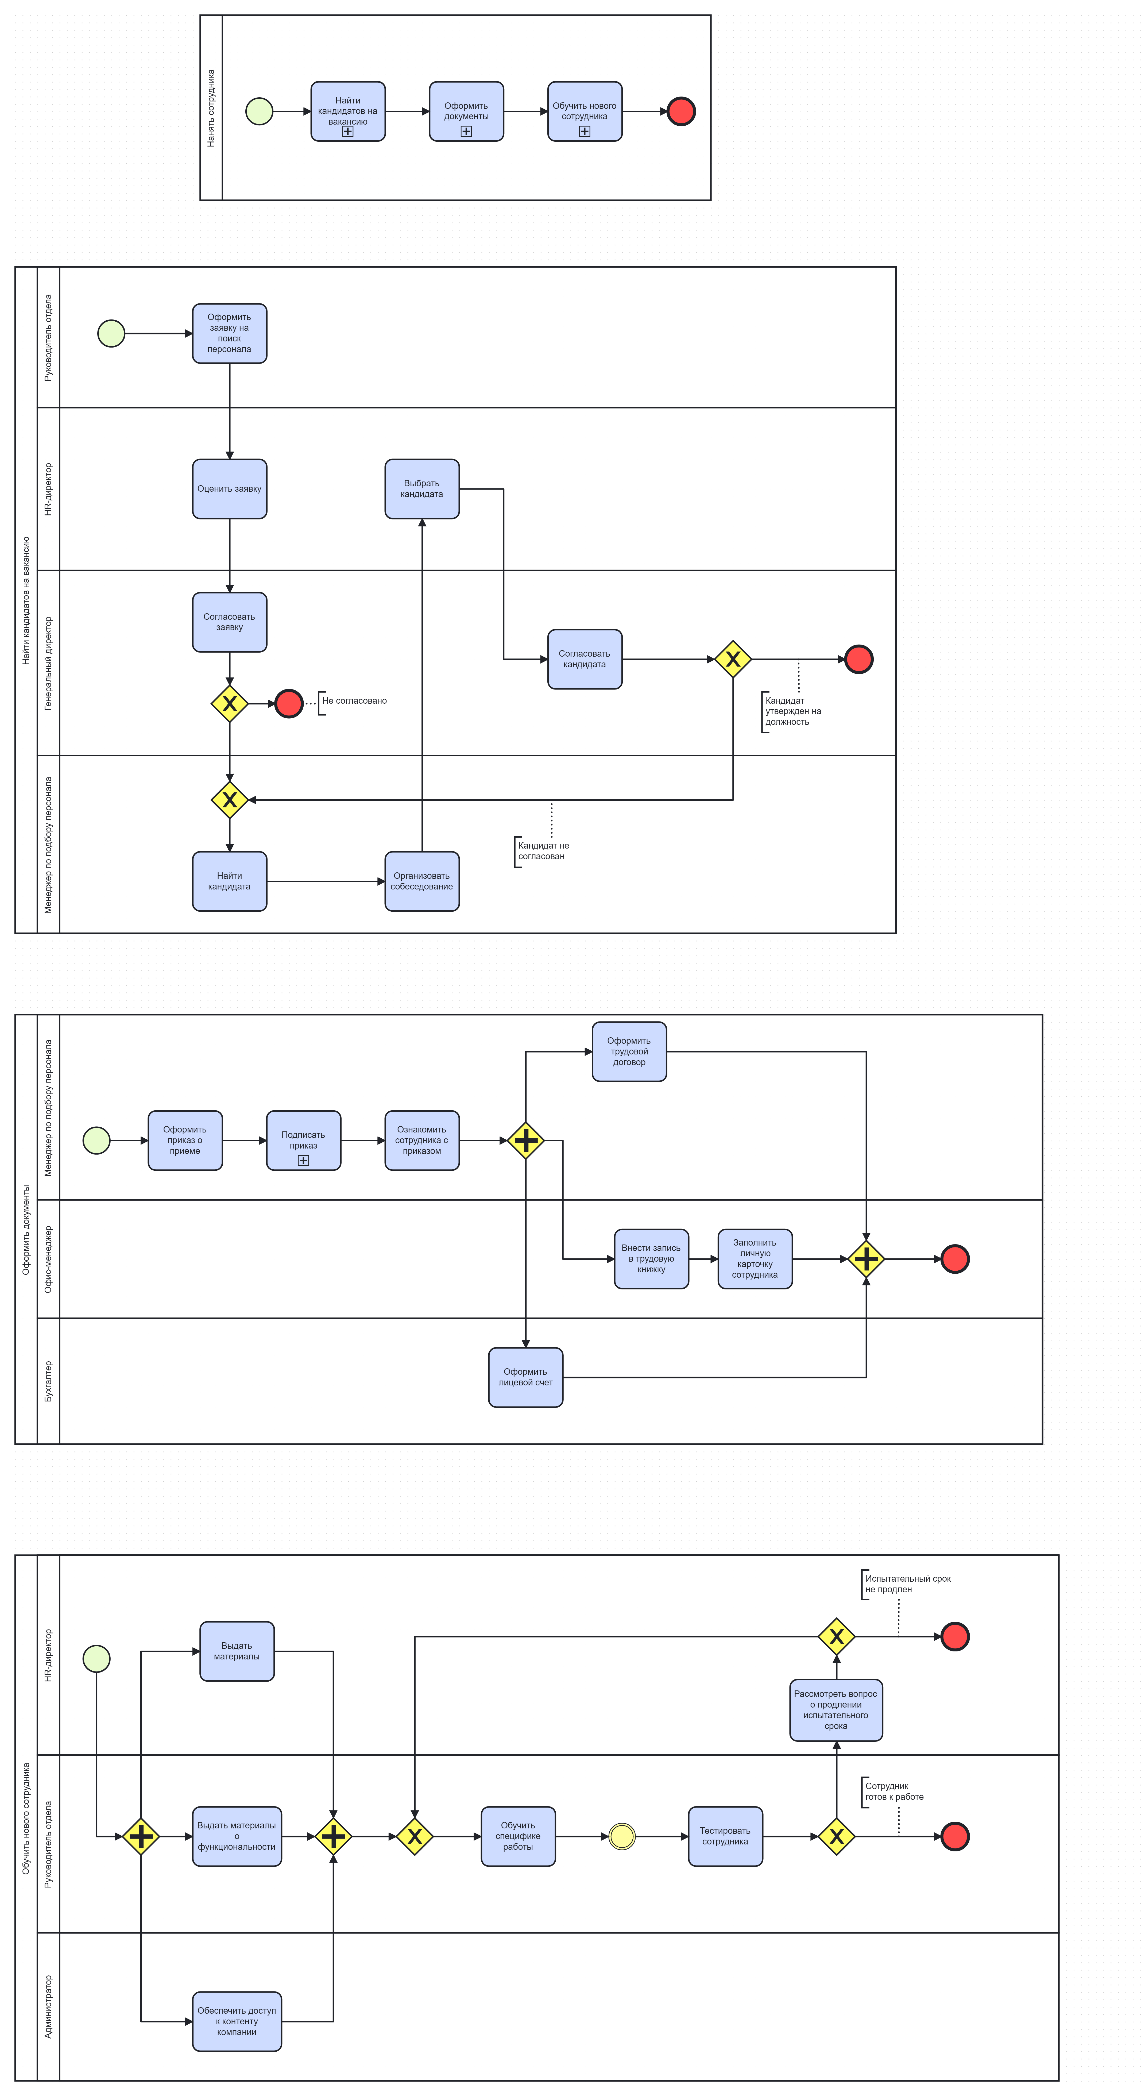 Нанять сотрудника
Найти
кандидатов на
вакансию
Оформить
документы
Обучить нового
сотрудника
Найти кандидатов на вакансию
Руководитель отдела
Оформить
заявку на
поиск
персонала
HR-директор
Оценить заявку
Выбрать
кандидата
Генеральный директор
Согласовать
заявку
Не согласовано
Согласовать
кандидата
Кандидат
утвержден на
должность
Менеджер по подбору персонала
Найти
кандидата
Организовать
собеседование
Кандидат не
согласован
Оформить документы
Менеджер по подбору персонала
Оформить
приказ о
приеме
Подписать
приказ
Ознакомить
сотрудника с
приказом
Оформить
трудовой
договор
Офис-менеджер
Внести запись
в трудовую
книжку
Заполнить
личную
карточку
сотрудника
Бухгалтер
Оформить
лицевой счет
Обучить нового сотрудника
HR-директор
Выдать
материалы
Испытательный срок
не продлен
Рассмотреть вопрос
о продлении
испытательного
срока
Руководитель отдела
Выдать материалы
о
функциональности
Обучить
специфике
работы
Тестировать
сотрудника
Сотрудник
готов к работе
Администратор
Обеспечить доступ
к контенту
компании